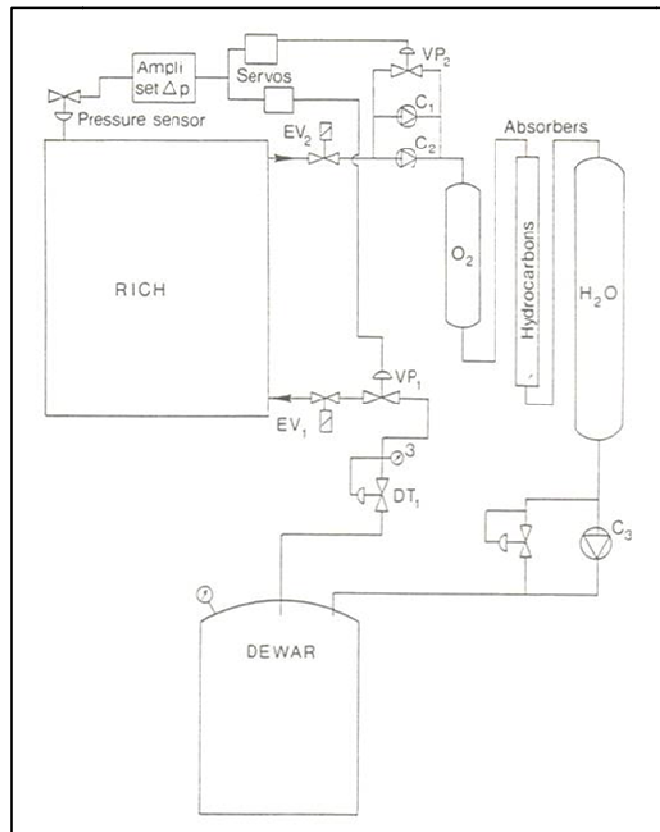 Ampli
set Δp
Servos
VP₂
Pressure sensor
C₁
EV₂
C₂
Absorbers
O₂
Hydrocarbons
H₂O
RICH
VP₁
EV₁
3
DT₁
C₃
DEWAR